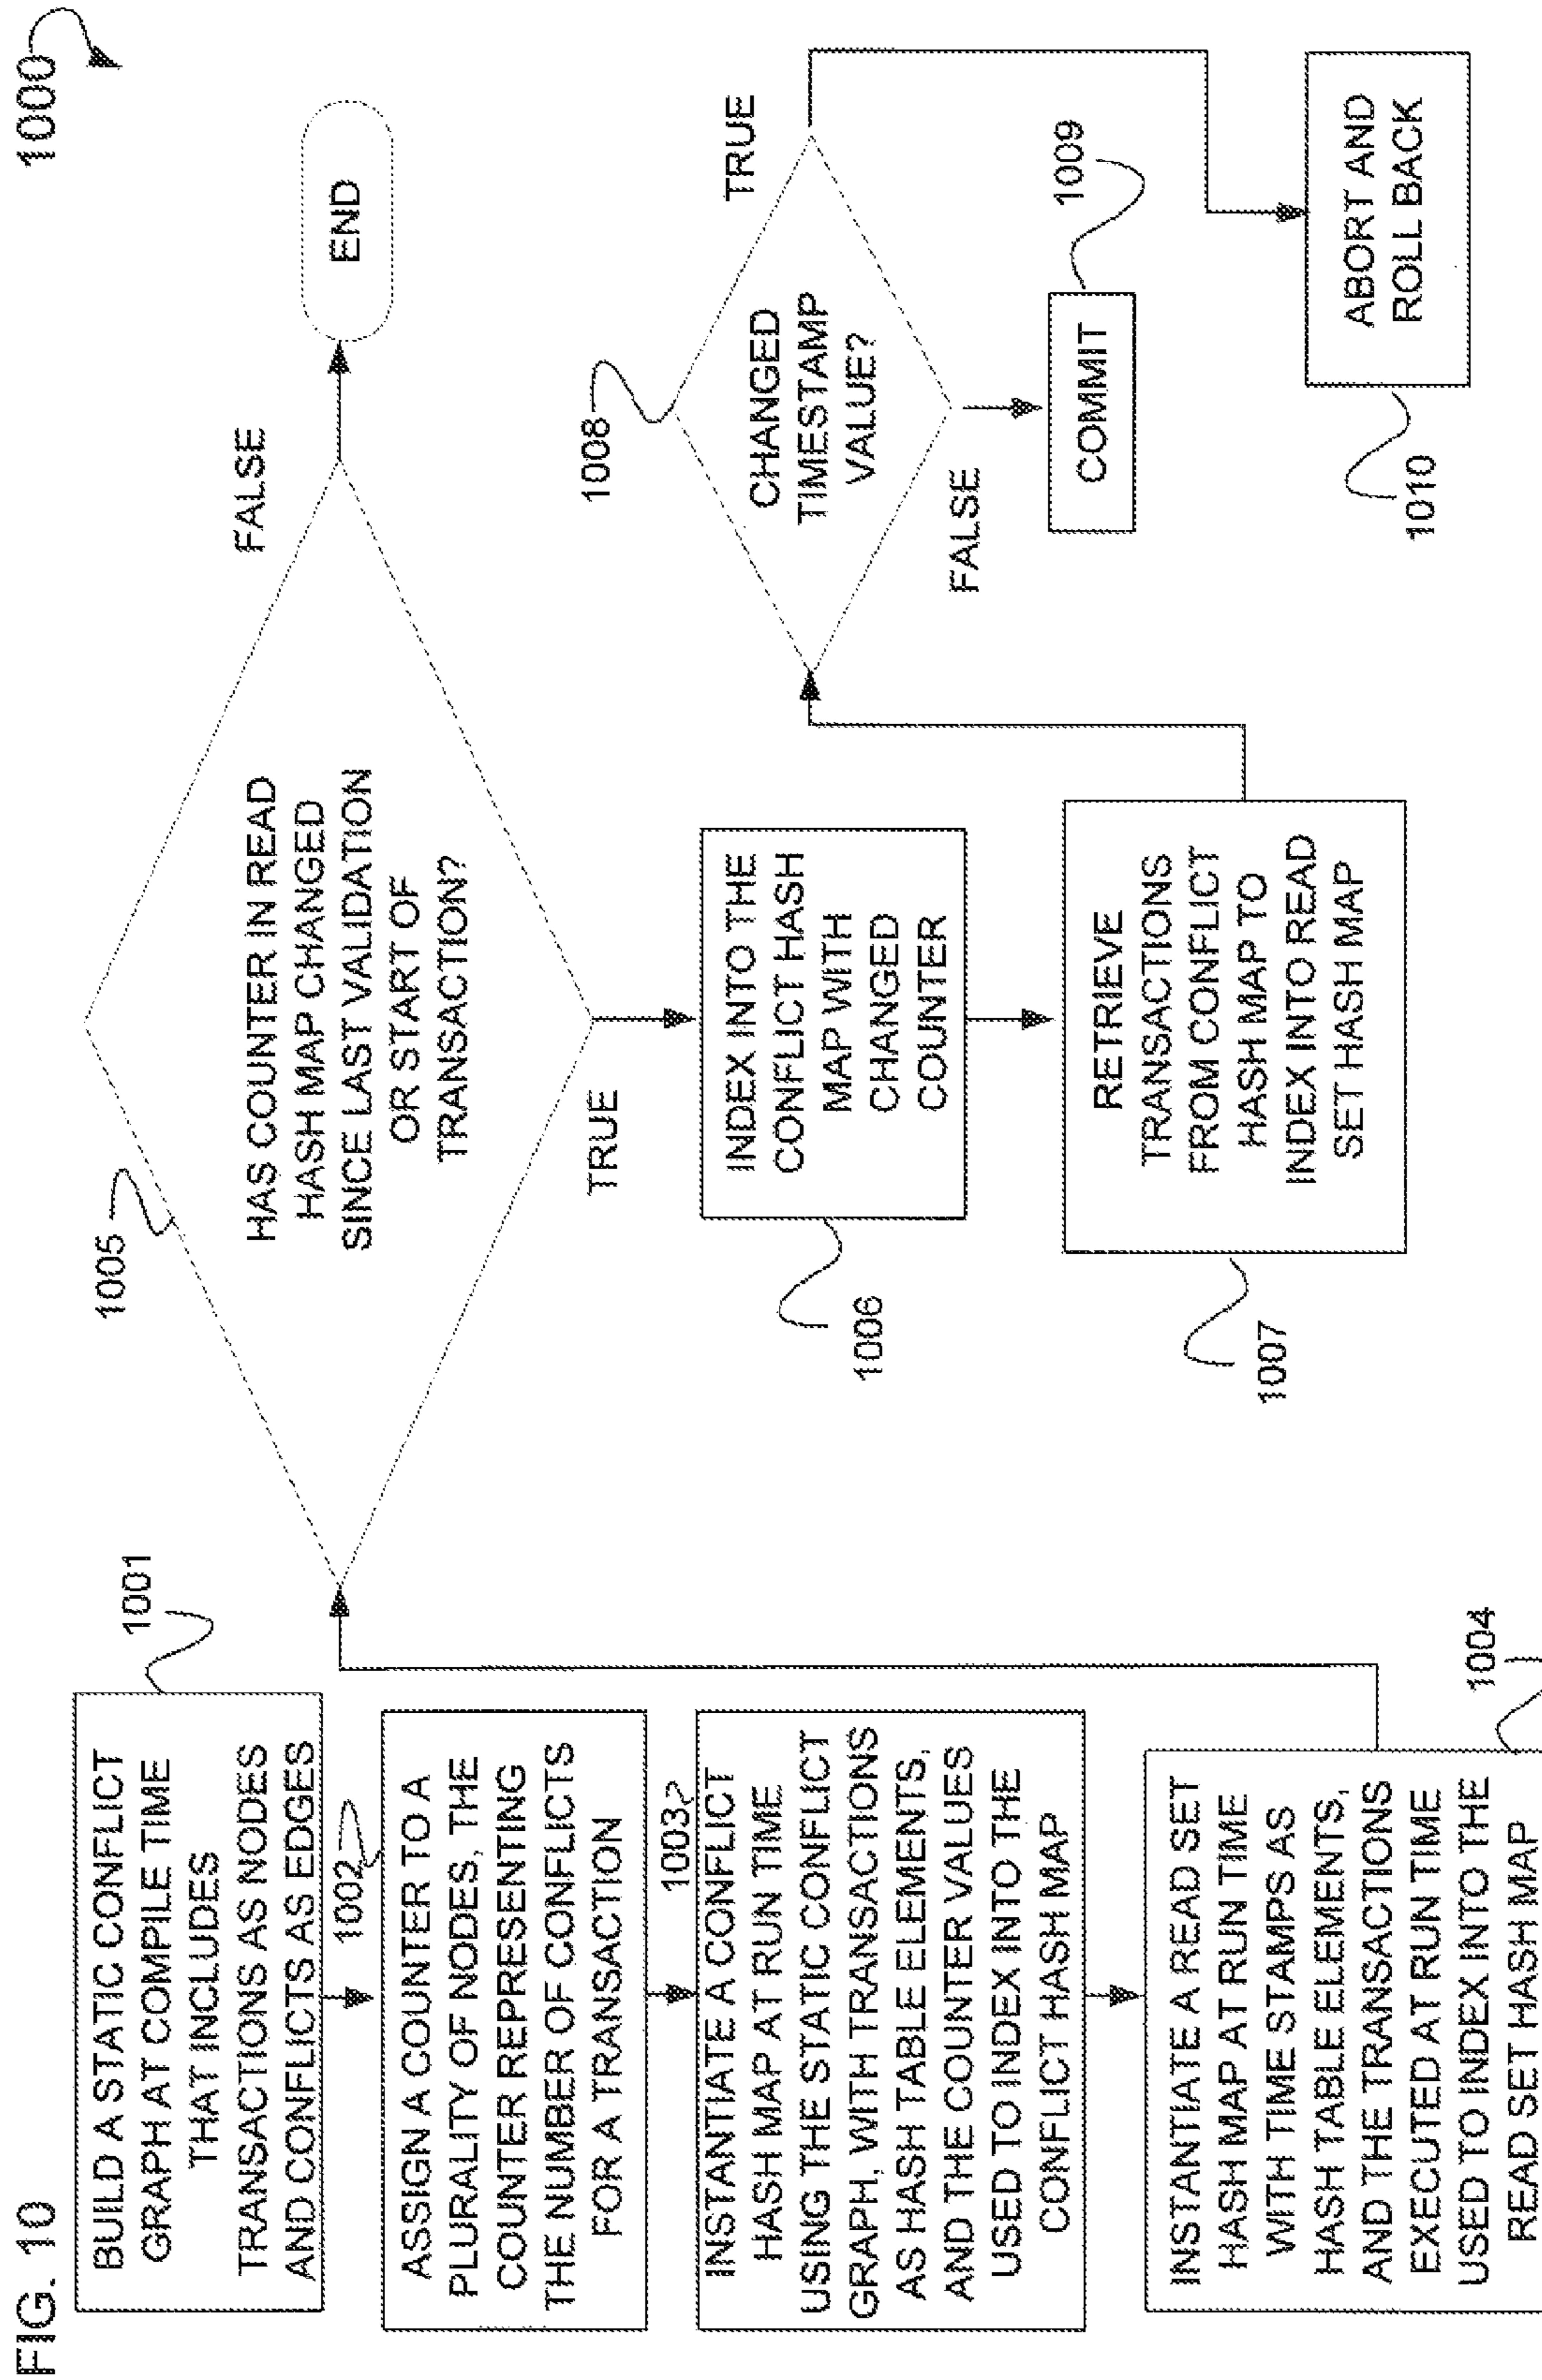 FIG. 10
1000
BUILD A STATIC CONFLICT
GRAPH AT COMPILE TIME
THAT INCLUDES
TRANSACTIONS AS NODES
AND CONFLICTS AS EDGES
1001
1002
ASSIGN A COUNTER TO A
PLURALITY OF NODES, THE
COUNTER REPRESENTING
THE NUMBER OF CONFLICTS
FOR A TRANSACTION
1003
INSTANTIATE A CONFLICT
HASH MAP AT RUN TIME
USING THE STATIC CONFLICT
GRAPH, WITH TRANSACTIONS
AS HASH TABLE ELEMENTS,
AND THE COUNTER VALUES
USED TO INDEX INTO THE
CONFLICT HASH MAP
INSTANTIATE A READ SET
HASH MAP AT RUN TIME
WITH TIME STAMPS AS
HASH TABLE ELEMENTS,
AND THE TRANSACTIONS
EXECUTED AT RUN TIME
USED TO INDEX INTO THE
READ SET HASH MAP
1004
1005
HAS COUNTER IN READ
HASH MAP CHANGED
SINCE LAST VALIDATION
OR START OF
TRANSACTION?
FALSE
END
TRUE
INDEX INTO THE
CONFLICT HASH
MAP WITH
CHANGED
COUNTER
1006
RETRIEVE
TRANSACTIONS
FROM CONFLICT
HASH MAP TO
INDEX INTO READ
SET HASH MAP
1007
1008
CHANGED
TIMESTAMP
VALUE?
TRUE
FALSE
COMMIT
1009
ABORT AND
ROLL BACK
1010